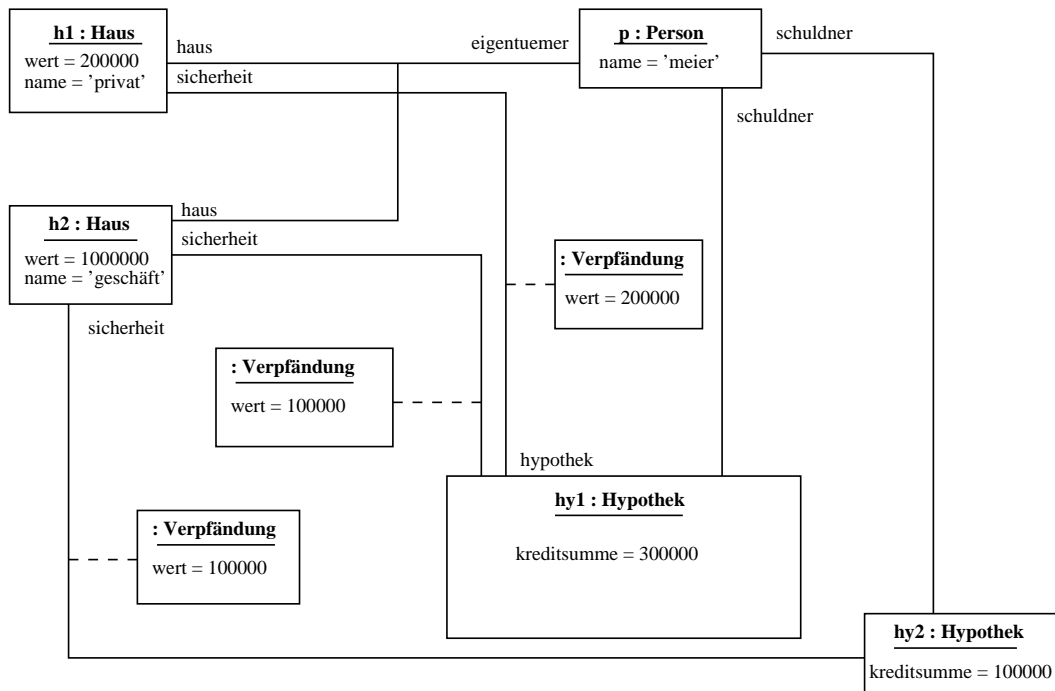 h1 : Haus
wert = 200000
name = ’privat’
haus
sicherheit
eigentuemer
p : Person
name = ’meier’
schuldner
schuldner
h2 : Haus
wert = 1000000
name = ’geschäft’
haus
sicherheit
sicherheit
: Verpfändung
wert = 200000
: Verpfändung
wert = 100000
hypothek
hy1 : Hypothek
kreditsumme = 300000
: Verpfändung
wert = 100000
hy2 : Hypothek
kreditsumme = 100000